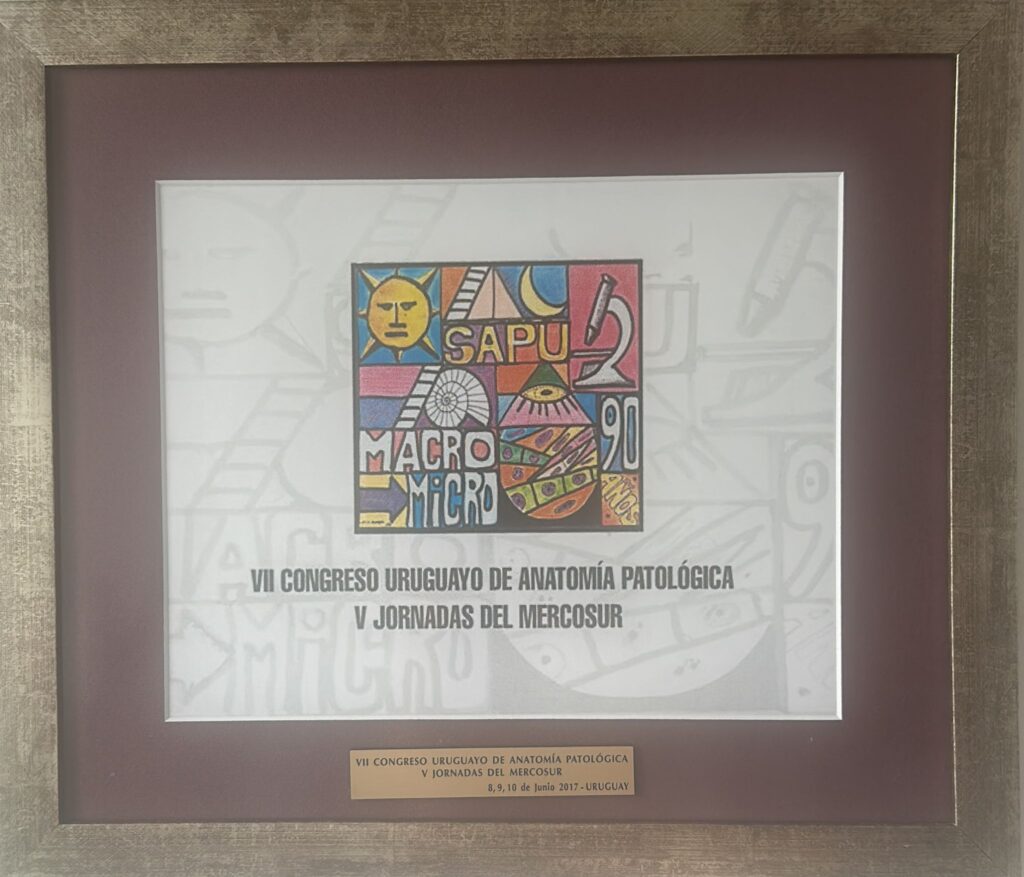 SAPU
MACRO
MICRO
90
AÑOS
VII CONGRESO URUGUAYO DE ANATOMÍA PATOLÓGICA
V JORNADAS DEL MERCOSUR
VII CONGRESO URUGUAYO DE ANATOMÍA PATOLÓGICA
V JORNADAS DEL MERCOSUR
8, 9, 10 de Junio 2017 - URUGUAY